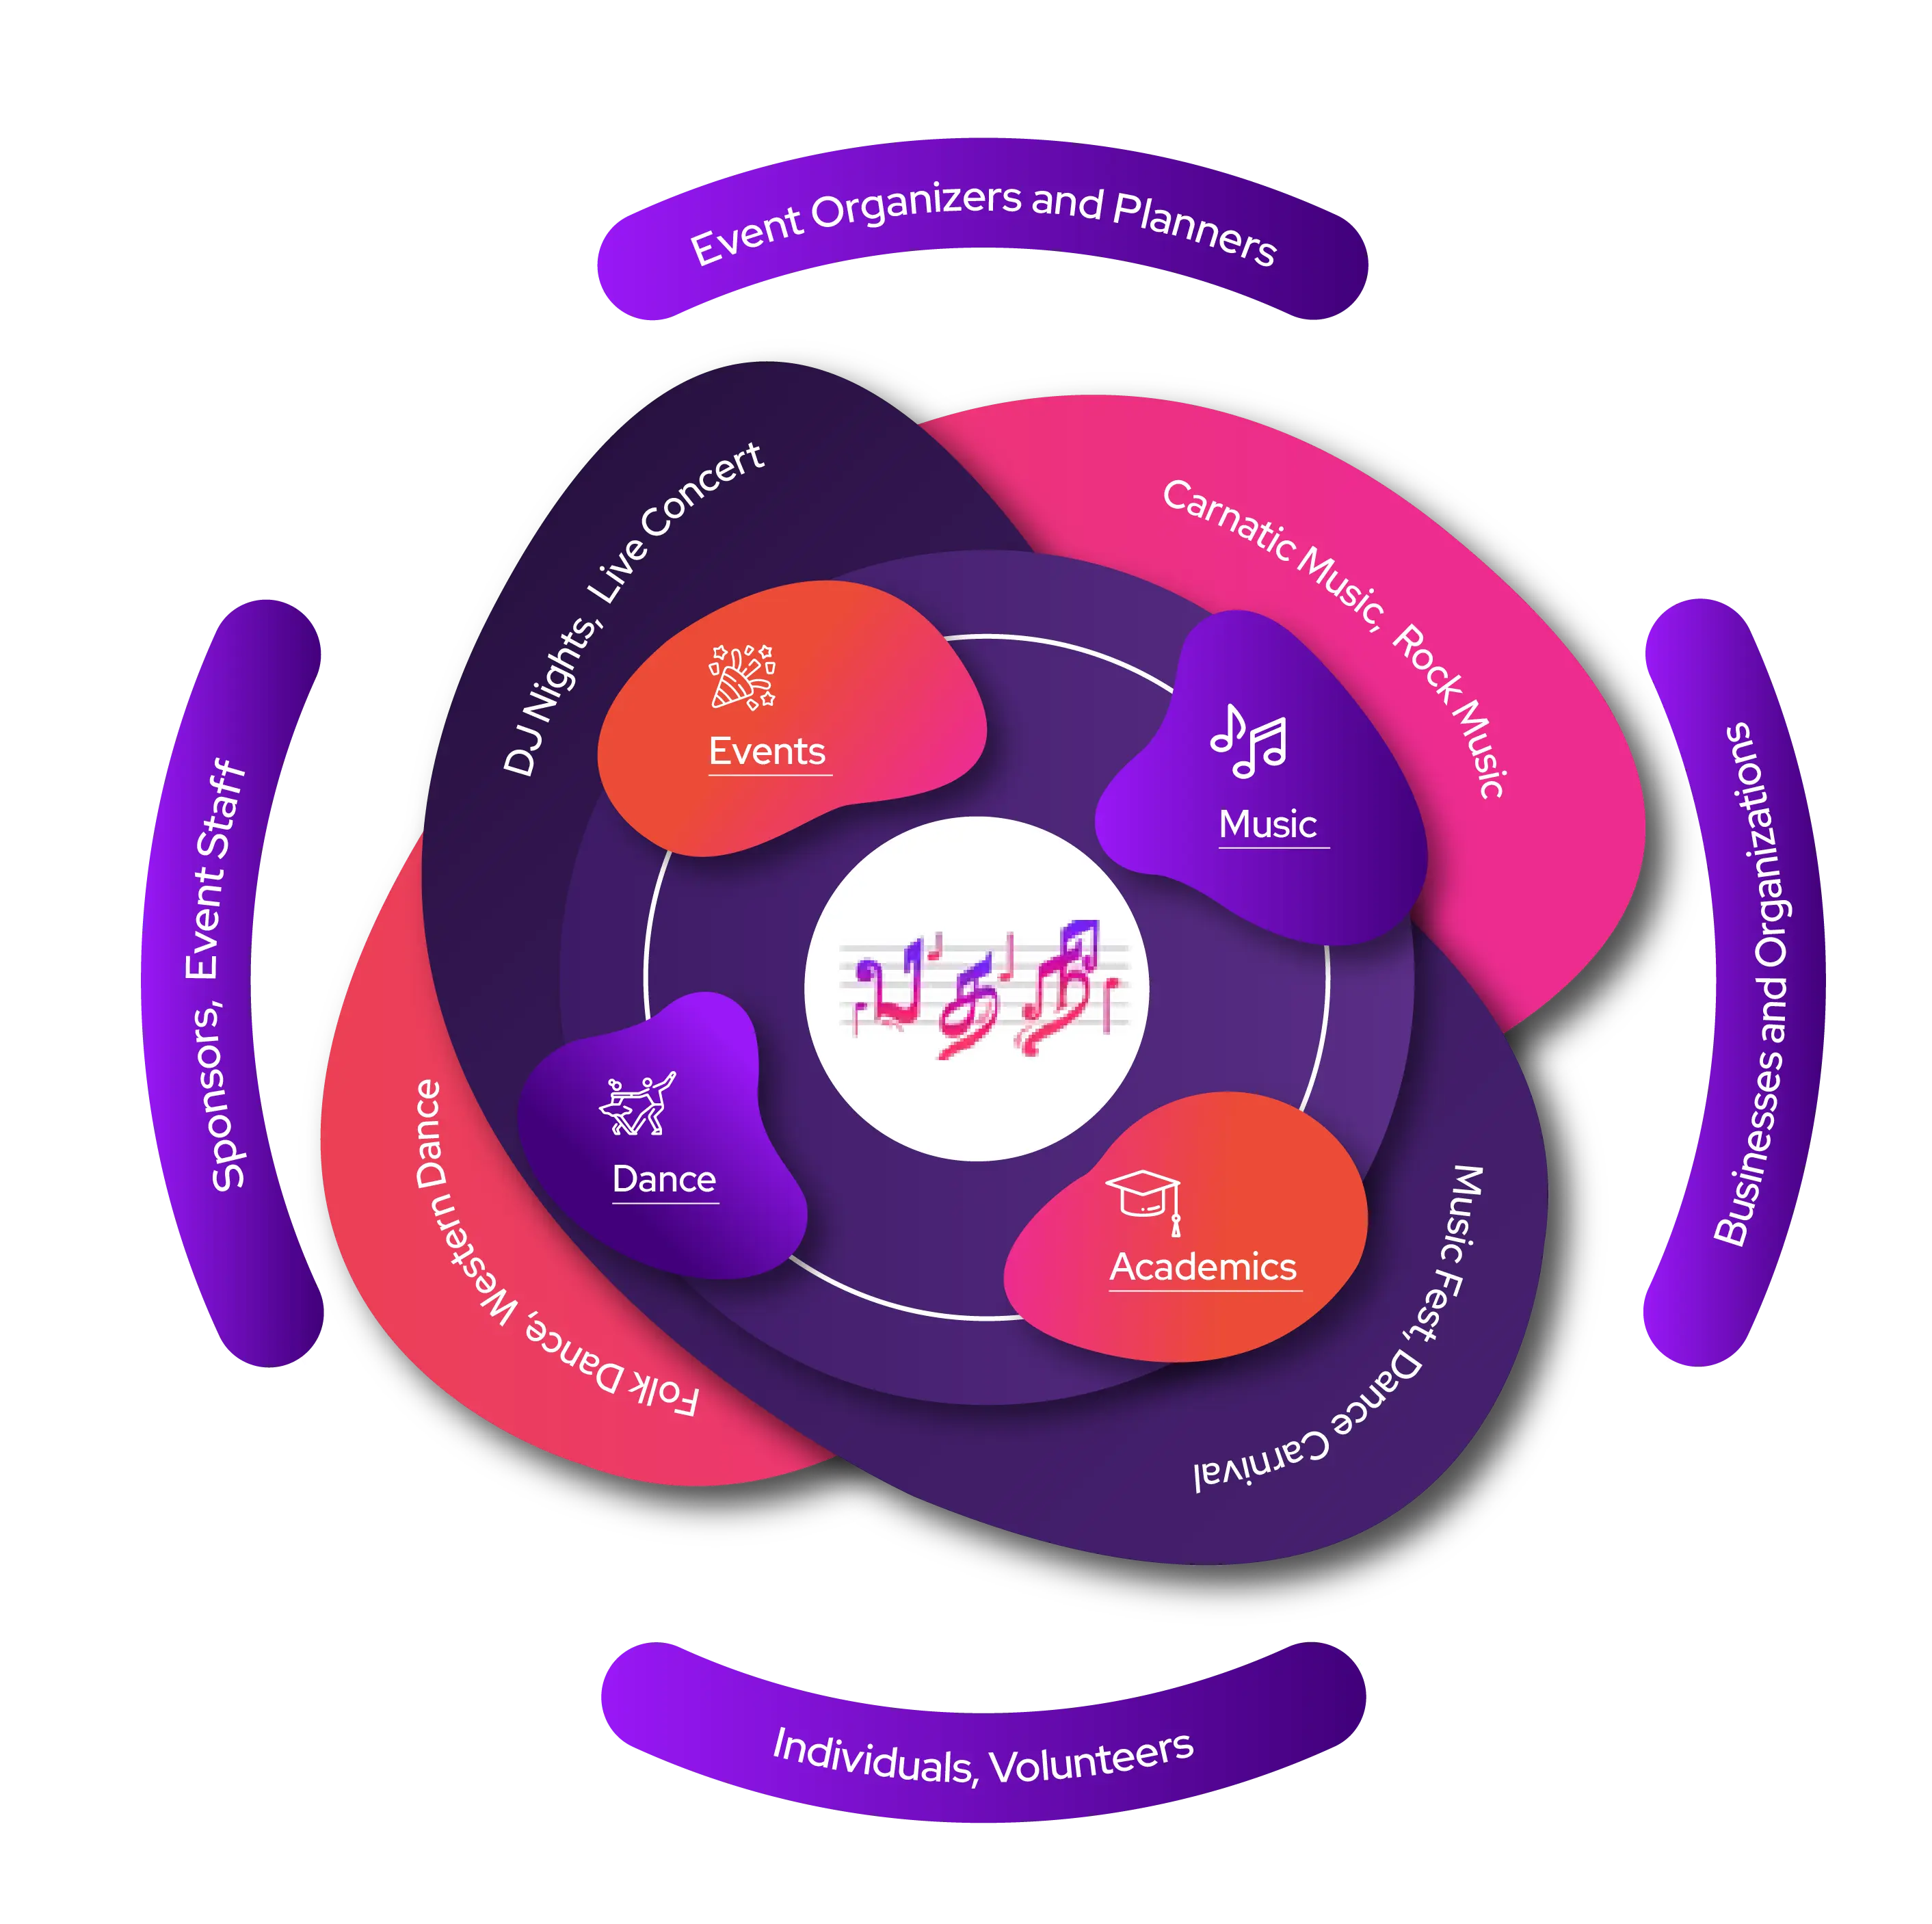 Event Organizers and Planners
DJ Nights, Live Concert
Carnatic Music, Rock Music
Events
Music
Sponsors, Event Staff
Businesses and Organizations
Dance
Academics
Folk Dance, Western Dance
Music Fest, Dance Carnival
Individuals, Volunteers